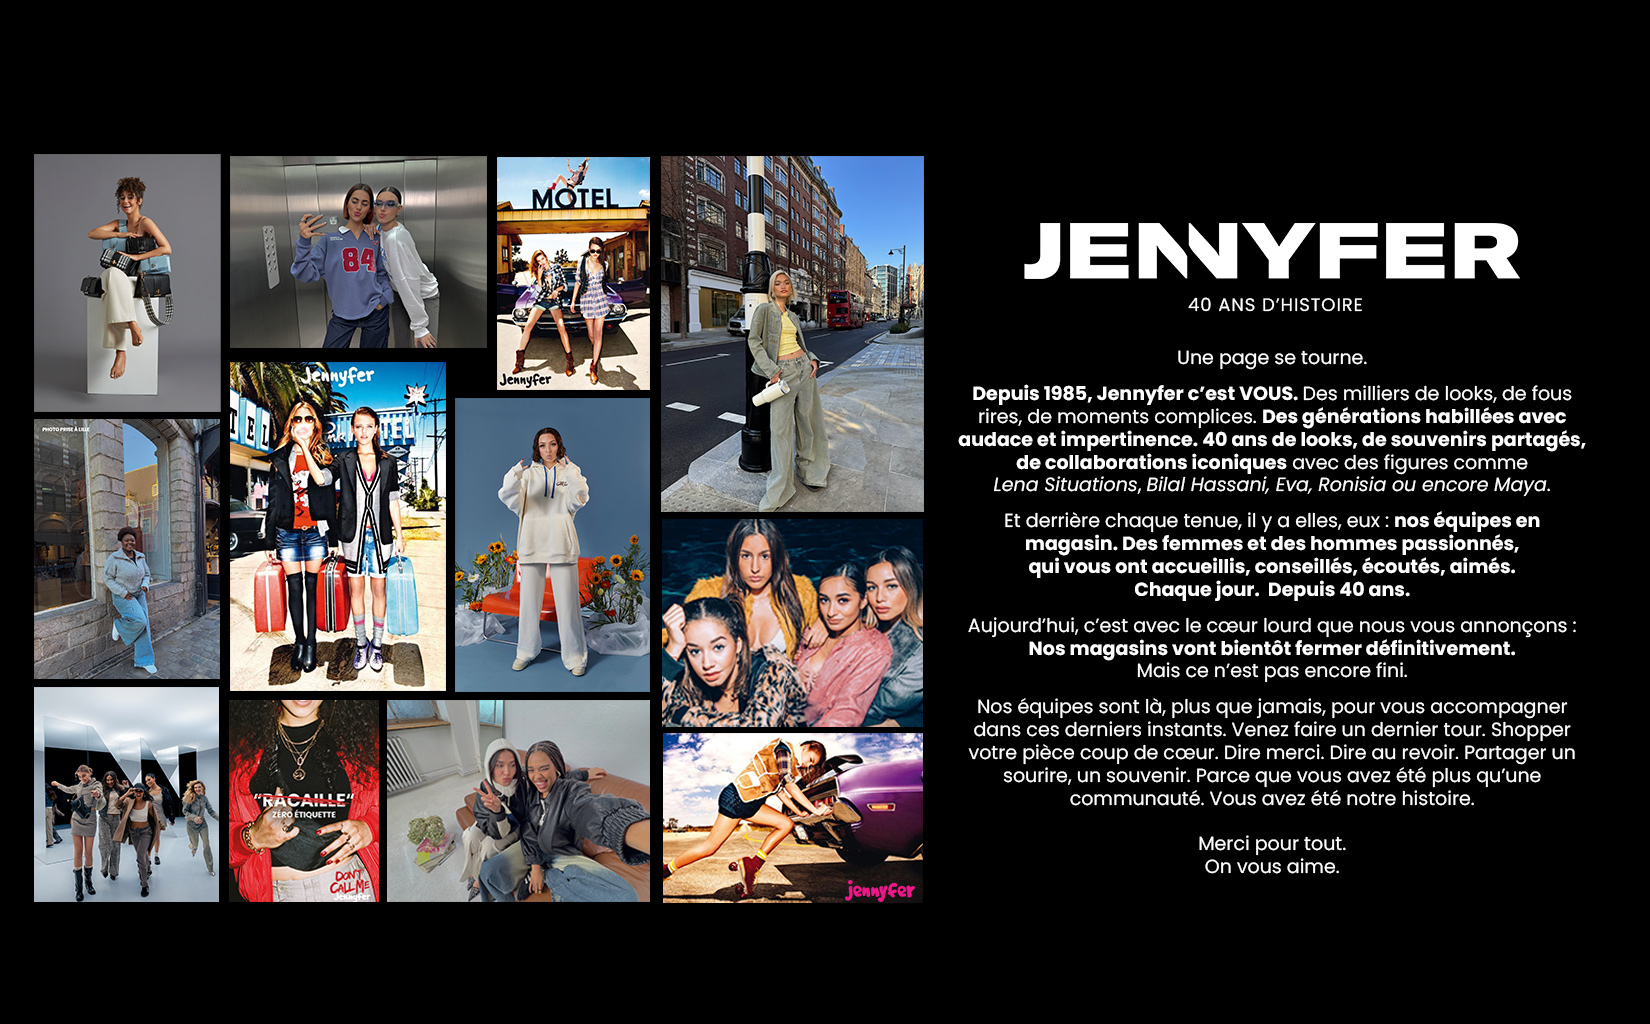 MOTEL
Jennyfer
84
Jennyfer
PHOTO PRISE À LILLE
"RACAILLE"
ZÉRO ÉTIQUETTE
DON'T
CALL ME
Jennyfer
jennyfer
JENNYFER
40 ANS D'HISTOIRE
Une page se tourne.
Depuis 1985, Jennyfer c'est VOUS. Des milliers de looks, de fous
rires, de moments complices. Des générations habillées avec
audace et impertinence. 40 ans de looks, de souvenirs partagés,
de collaborations iconiques avec des figures comme
Lena Situations, Bilal Hassani, Eva, Ronisia ou encore Maya.
Et derrière chaque tenue, il y a elles, eux : nos équipes en
magasin. Des femmes et des hommes passionnés,
qui vous ont accueillis, conseillés, écoutés, aimés.
Chaque jour. Depuis 40 ans.
Aujourd'hui, c'est avec le cœur lourd que nous vous annonçons :
Nos magasins vont bientôt fermer définitivement.
Mais ce n'est pas encore fini.
Nos équipes sont là, plus que jamais, pour vous accompagner
dans ces derniers instants. Venez faire un dernier tour. Shopper
votre pièce coup de cœur. Dire merci. Dire au revoir. Partager un
sourire, un souvenir. Parce que vous avez été plus qu'une
communauté. Vous avez été notre histoire.
Merci pour tout.
On vous aime.